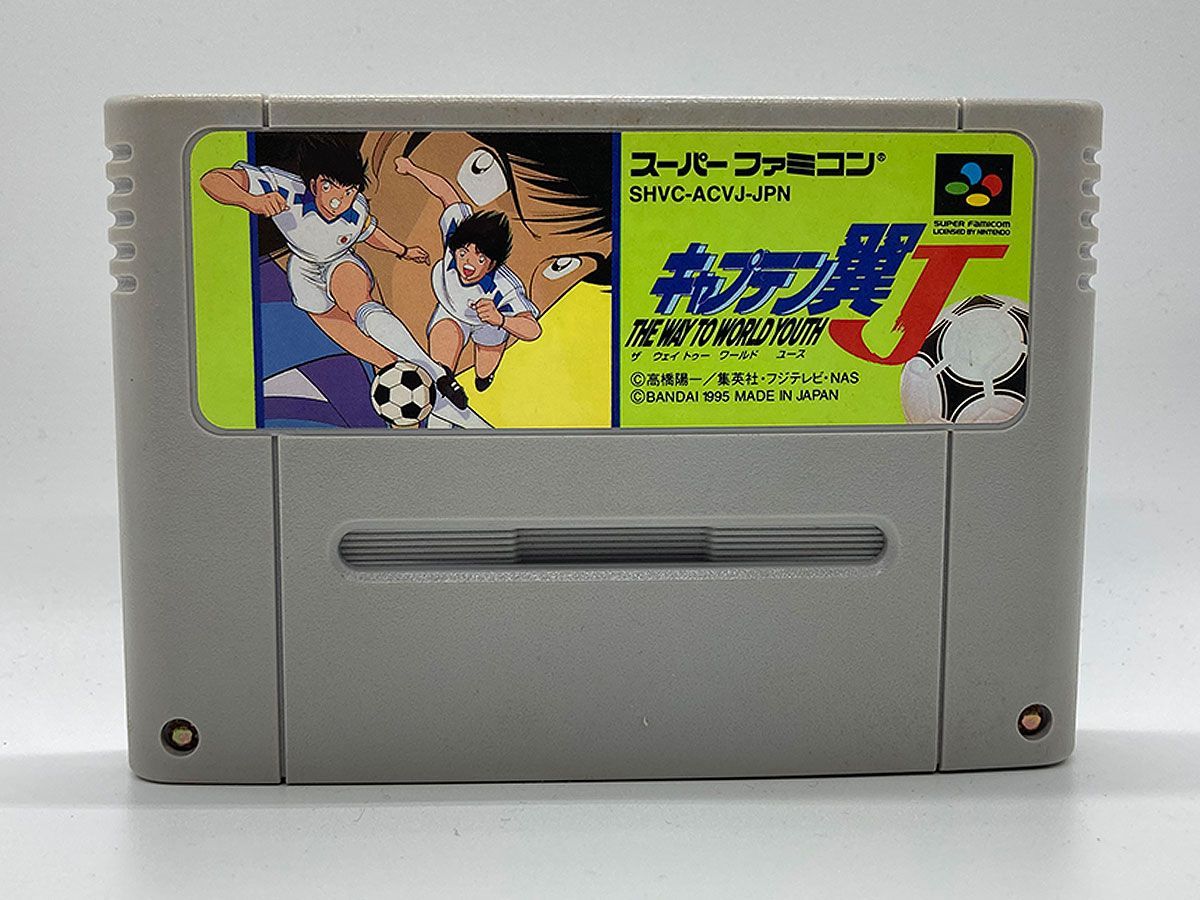 スーパーファミコン®
SHVC-ACVJ-JPN
SUPER FAMICOM
LICENSED BY NINTENDO
キャプテン翼J
THE WAY TO WORLD YOUTH
ザ ウェイ トゥー ワールド ユース
©高橋陽一/集英社・フジテレビ・NAS
©BANDAI 1995 MADE IN JAPAN